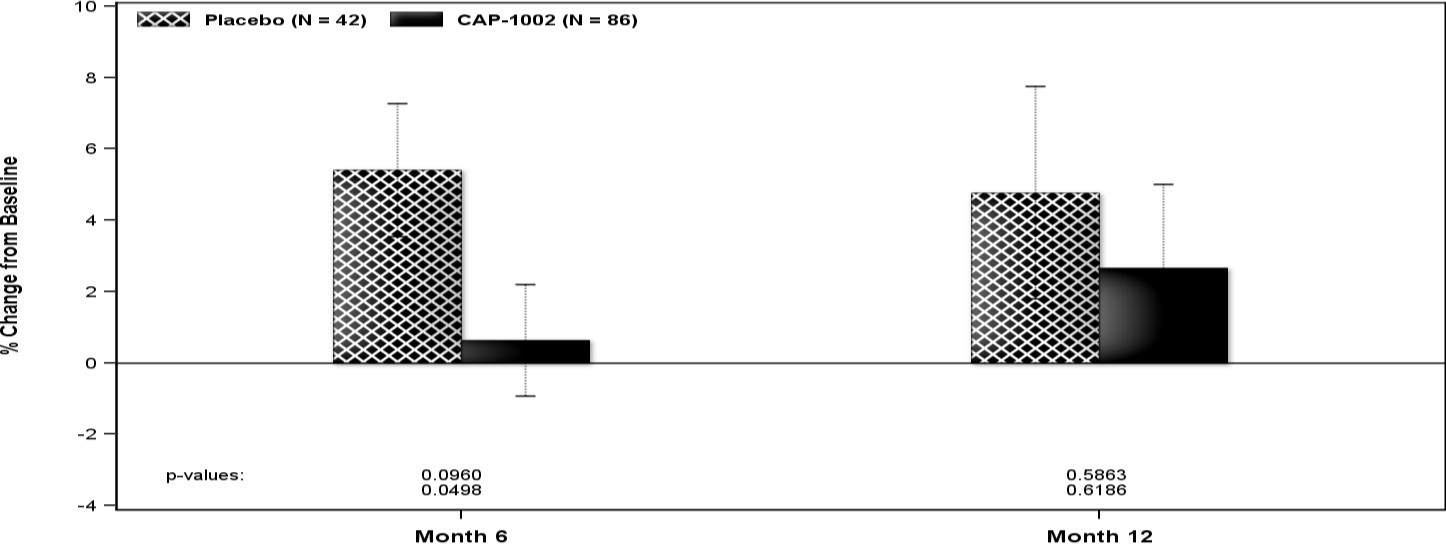 Placebo (N = 42) CAP-1002 (N = 86)
10
8
6
4
2
0
-2
-4
% Change from Baseline
p-values: 0.0960 0.5863
0.0498 0.6186
Month 6 Month 12